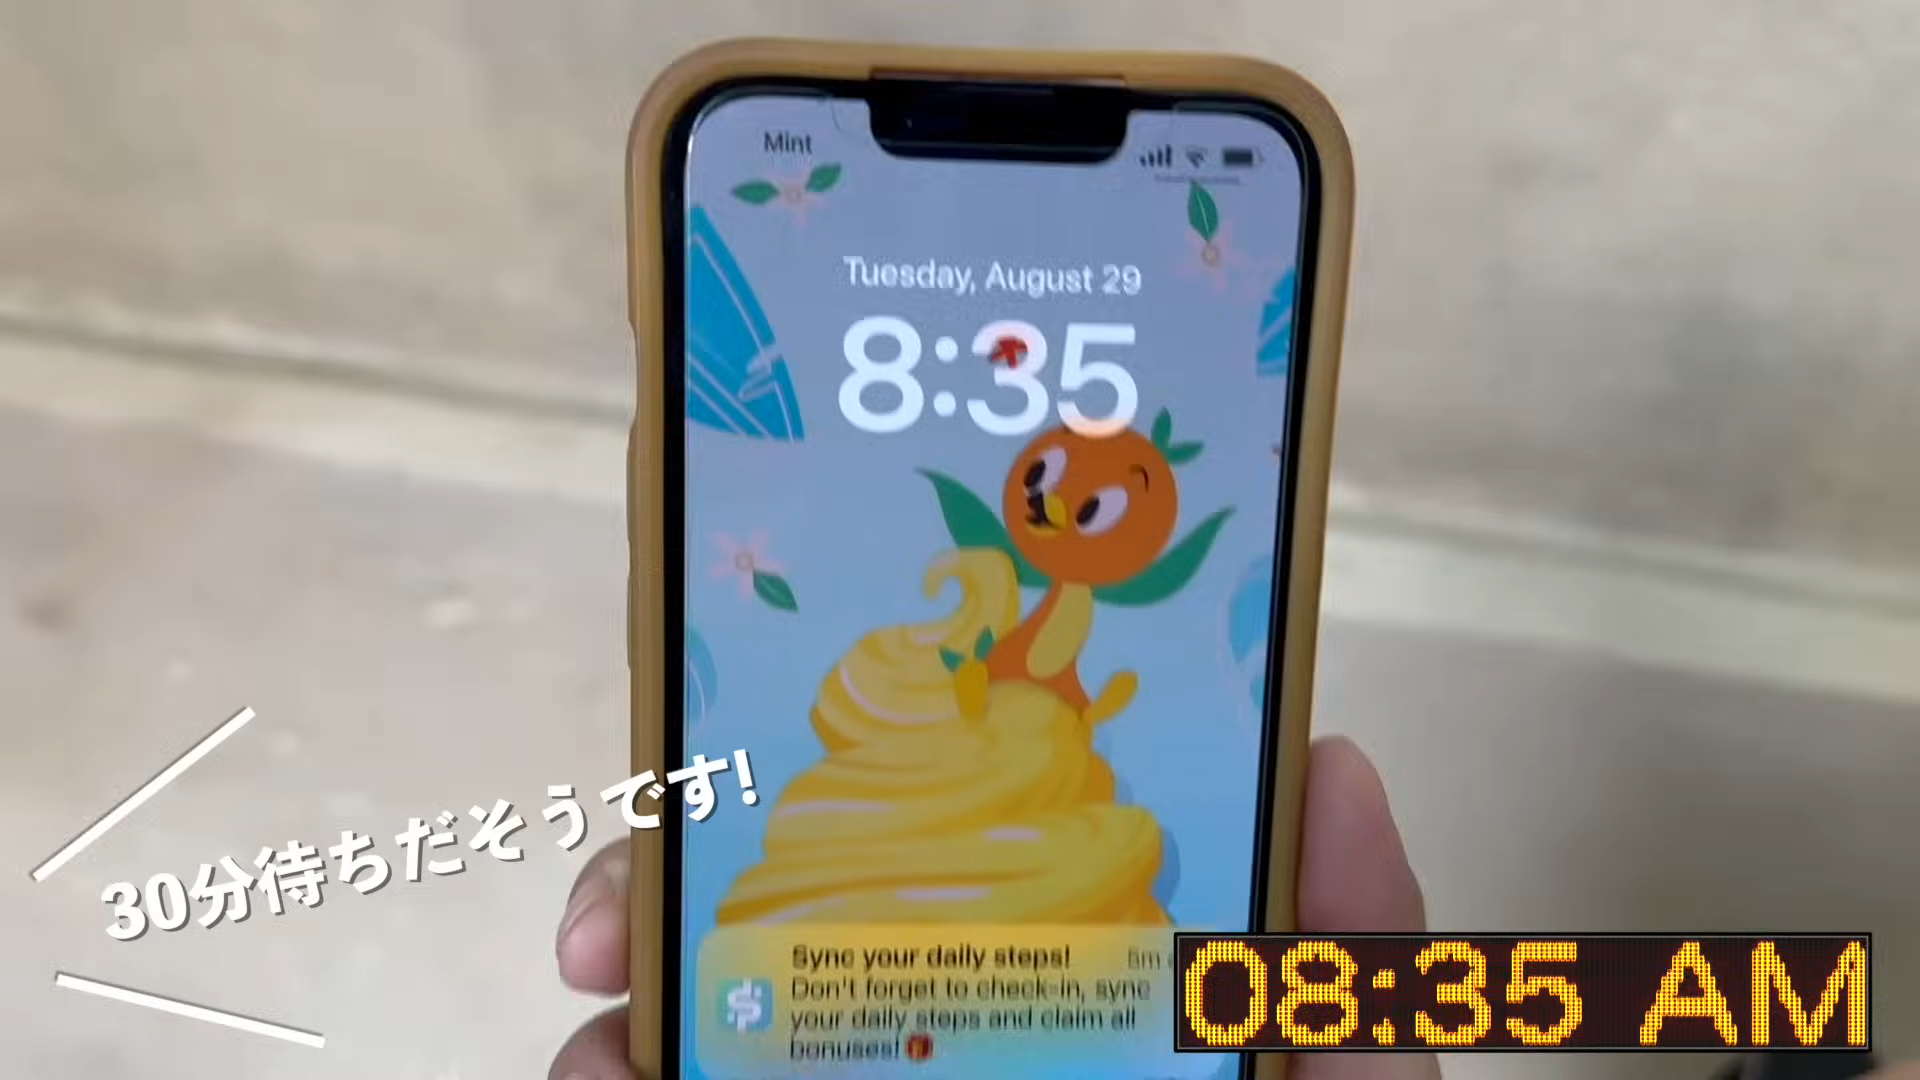 Mint
Tuesday, August 29
8:35
30分待ちだそうです!
Sync your daily steps!
5m
Don't forget to check-in, sync
your daily steps and claim all
bonuses!
08:35 AM